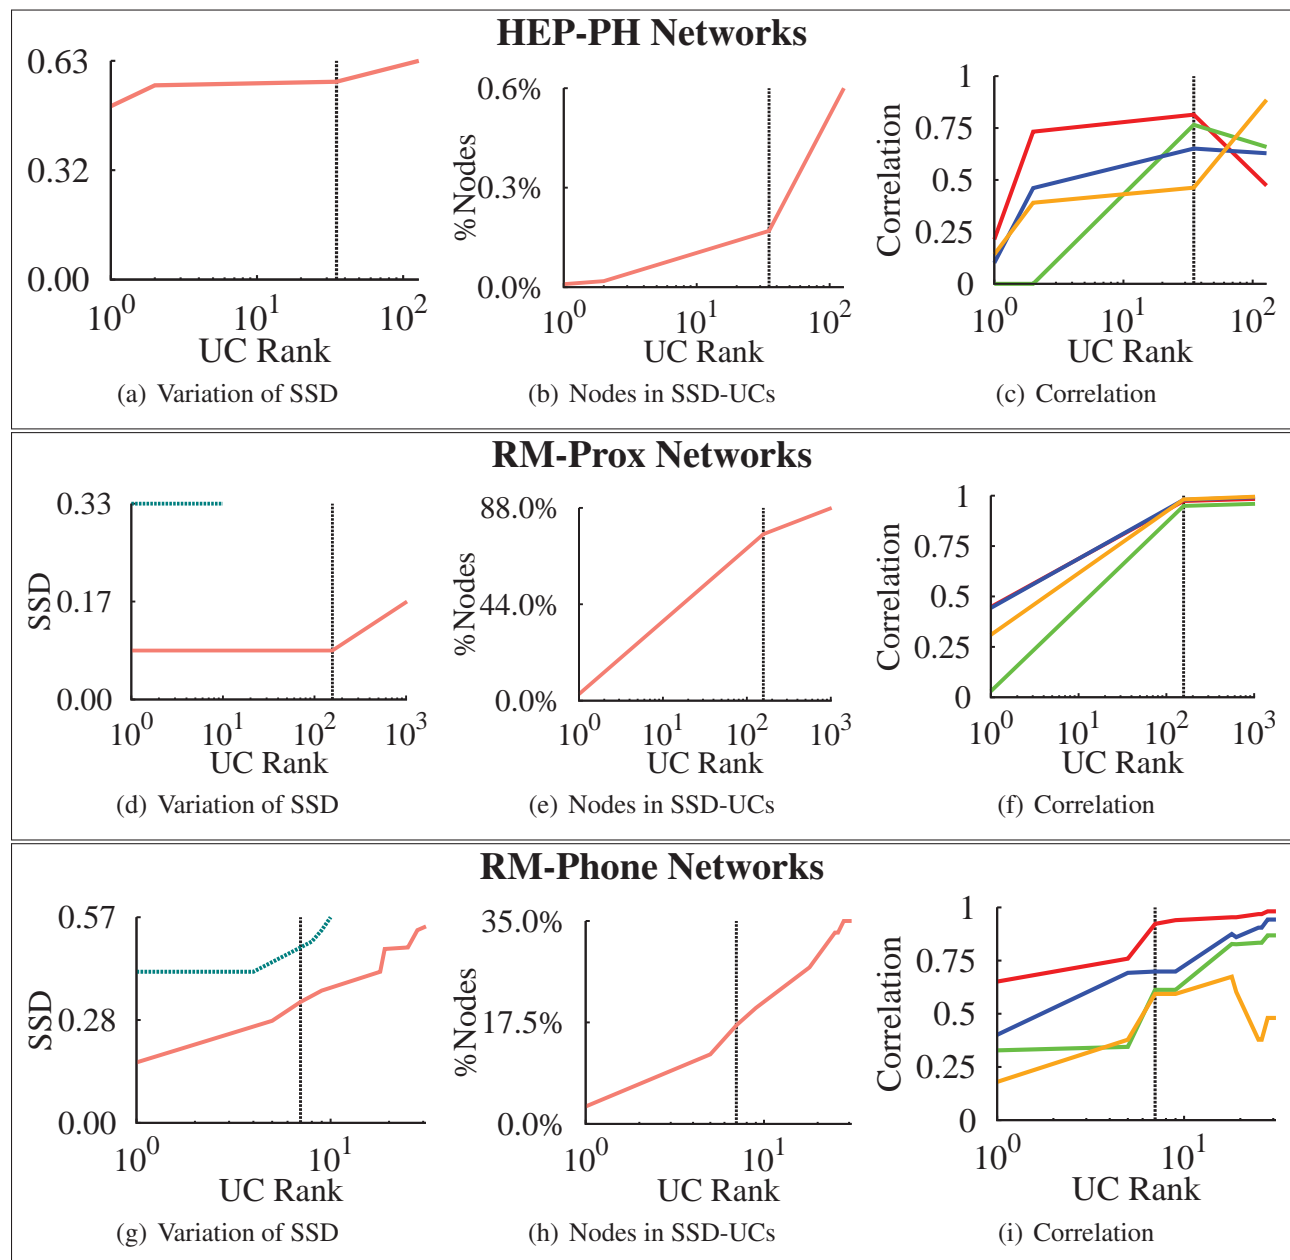 HEP-PH Networks
0.63
0.32
0.00
10^0
10^1
10^2
UC Rank
(a) Variation of SSD
%Nodes
0.6%
0.3%
0.0%
10^0
10^1
10^2
UC Rank
(b) Nodes in SSD-UCs
Correlation
1
0.75
0.5
0.25
0
10^0
10^1
10^2
UC Rank
(c) Correlation
RM-Prox Networks
SSD
0.33
0.17
0.00
10^0
10^1
10^2
10^3
UC Rank
(d) Variation of SSD
%Nodes
88.0%
44.0%
0.0%
10^0
10^1
10^2
10^3
UC Rank
(e) Nodes in SSD-UCs
Correlation
1
0.75
0.5
0.25
0
10^0
10^1
10^2
10^3
UC Rank
(f) Correlation
RM-Phone Networks
SSD
0.57
0.28
0.00
10^0
10^1
UC Rank
(g) Variation of SSD
%Nodes
35.0%
17.5%
0.0%
10^0
10^1
UC Rank
(h) Nodes in SSD-UCs
Correlation
1
0.75
0.5
0.25
0
10^0
10^1
UC Rank
(i) Correlation